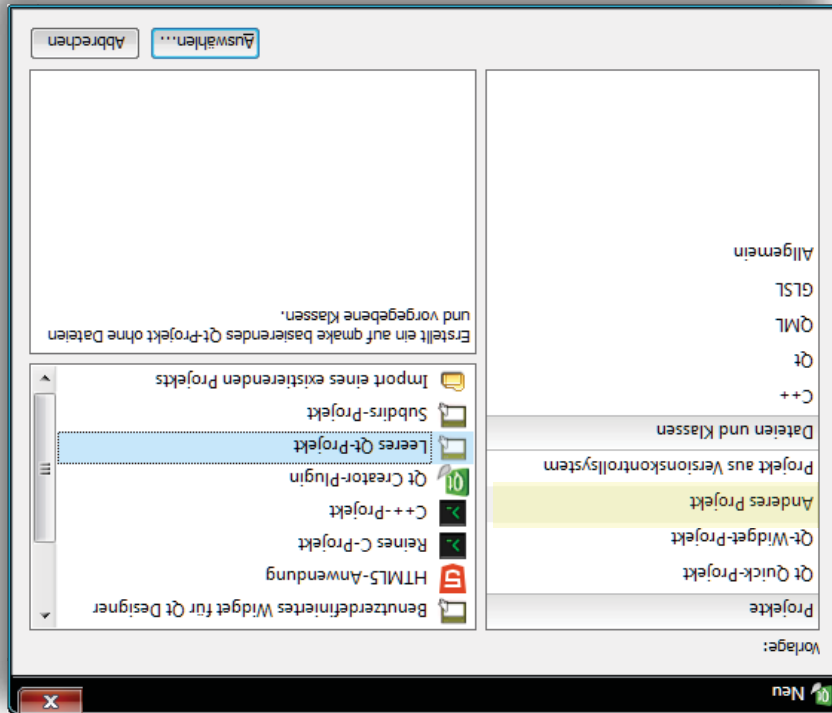 Neu
Vorlage:
Projekte
Qt Quick-Projekt
Qt-Widget-Projekt
Anderes Projekt
Projekt aus Versionskontrollsystem
Dateien und Klassen
C++
Qt
QML
GLSL
Allgemein
Benutzerdefiniertes Widget für Qt Designer
HTML5-Anwendung
Reines C-Projekt
C++-Projekt
Qt Creator-Plugin
Leeres Qt-Projekt
Subdirs-Projekt
Import eines existierenden Projekts
Erstellt ein auf qmake basierendes Qt-Projekt ohne Dateien
und vorgegebene Klassen.
Auswählen...
Abbrechen